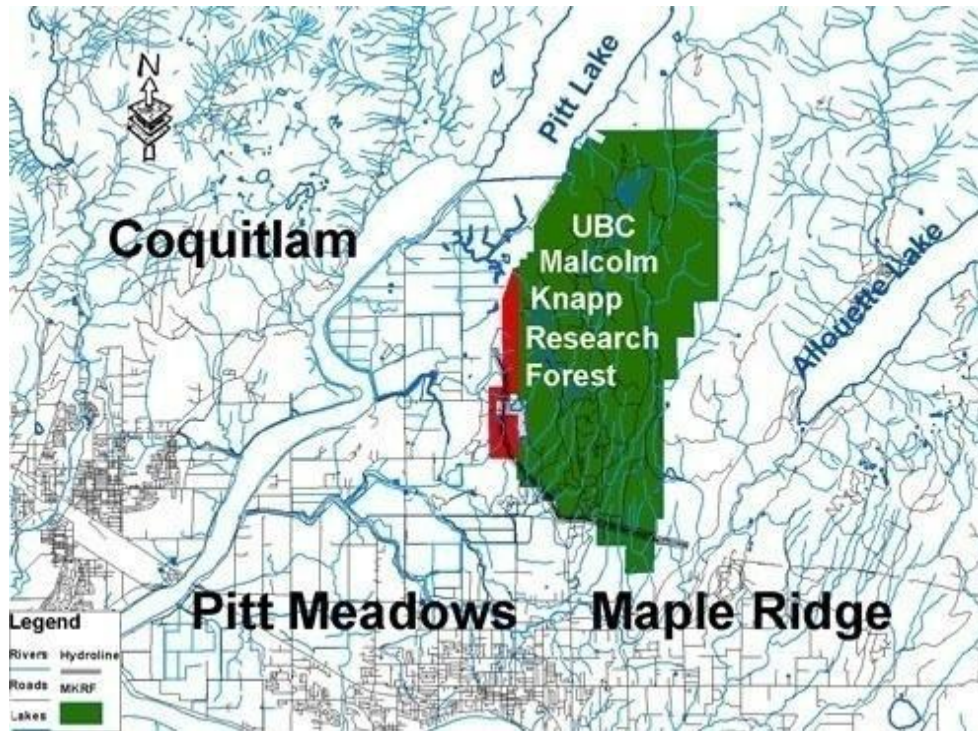 N
Pitt Lake
Coquitlam
UBC
Malcolm
Knapp
Research
Forest
Allouette Lake
Pitt Meadows
Maple Ridge
Legend
Rivers Hydroline
Roads MKRF
Lakes